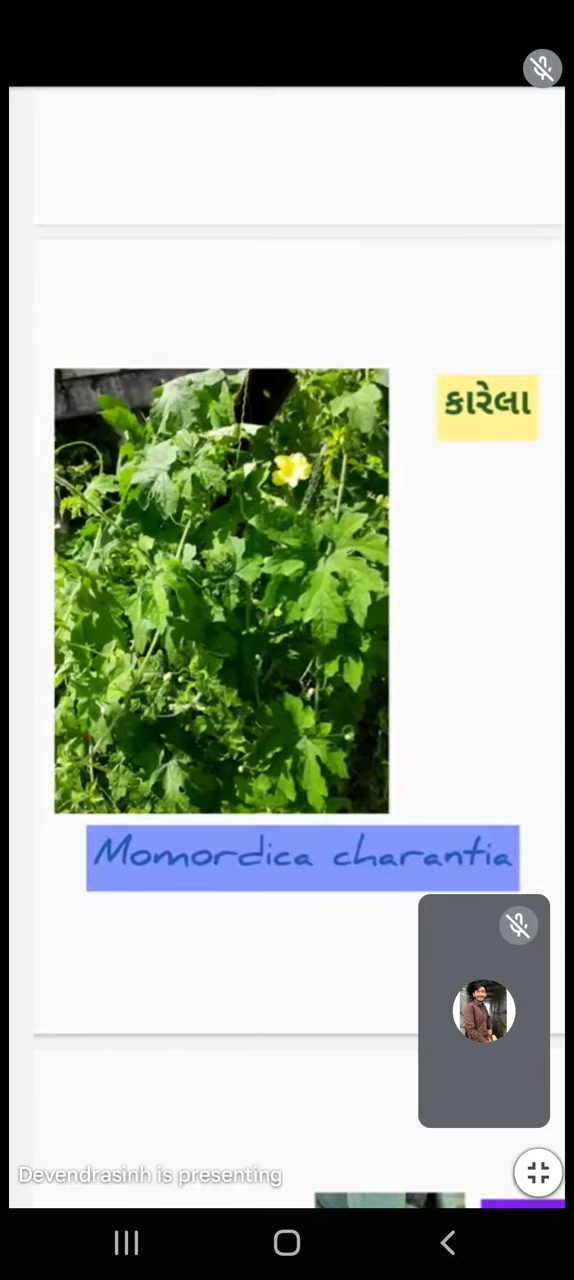 કારેલા
Momordica charantia
Devendrasinh is presenting